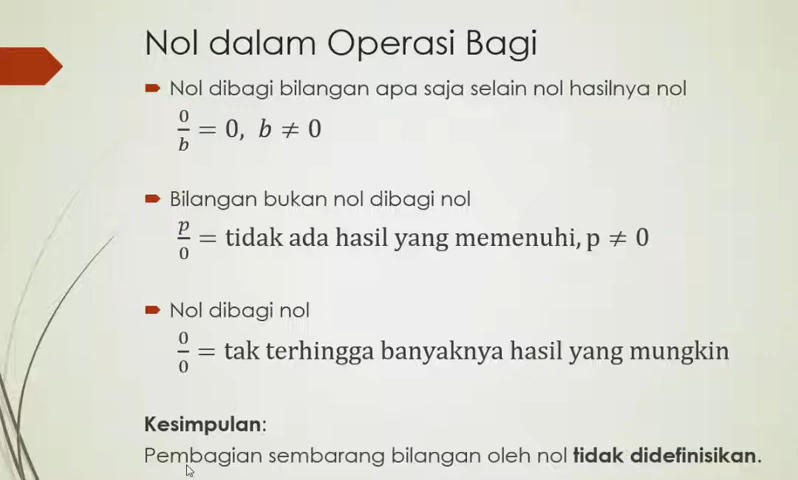 Nol dalam Operasi Bagi
Nol dibagi bilangan apa saja selain nol hasilnya nol
0/b = 0, b ≠ 0
Bilangan bukan nol dibagi nol
p/0 = tidak ada hasil yang memenuhi, p ≠ 0
Nol dibagi nol
0/0 = tak terhingga banyaknya hasil yang mungkin
Kesimpulan:
Pembagian sembarang bilangan oleh nol tidak didefinisikan.